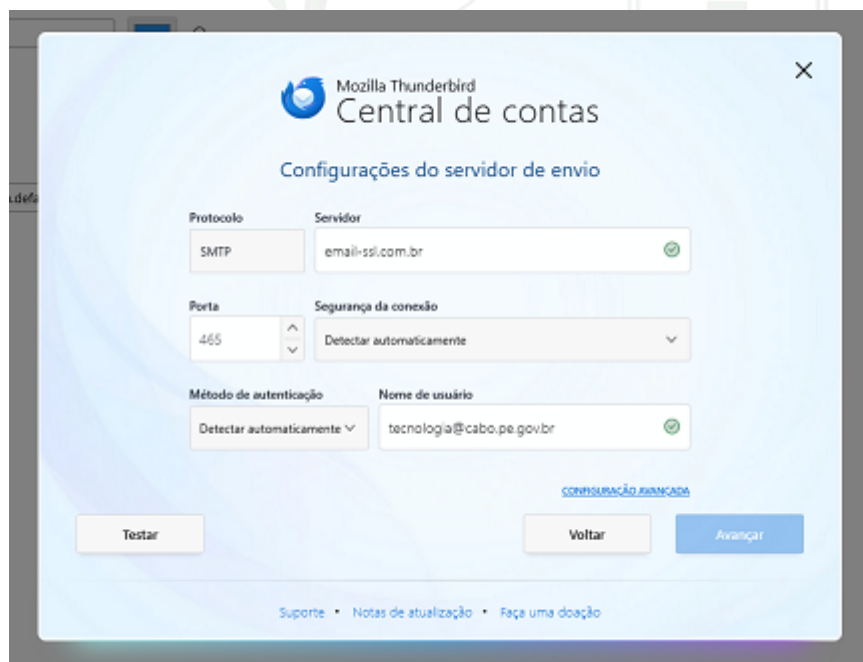 Mozilla Thunderbird
Central de contas
Configurações do servidor de envio
Protocolo Servidor
SMTP email-ssl.com.br
Porta Segurança da conexão
465 Detectar automaticamente
Método de autenticação Nome de usuário
Detectar automaticamente tecnologia@cabo.pe.gov.br
CONFIGURAÇÃO AVANÇADA
Testar Voltar Avançar
Suporte • Notas de atualização • Faça uma doação